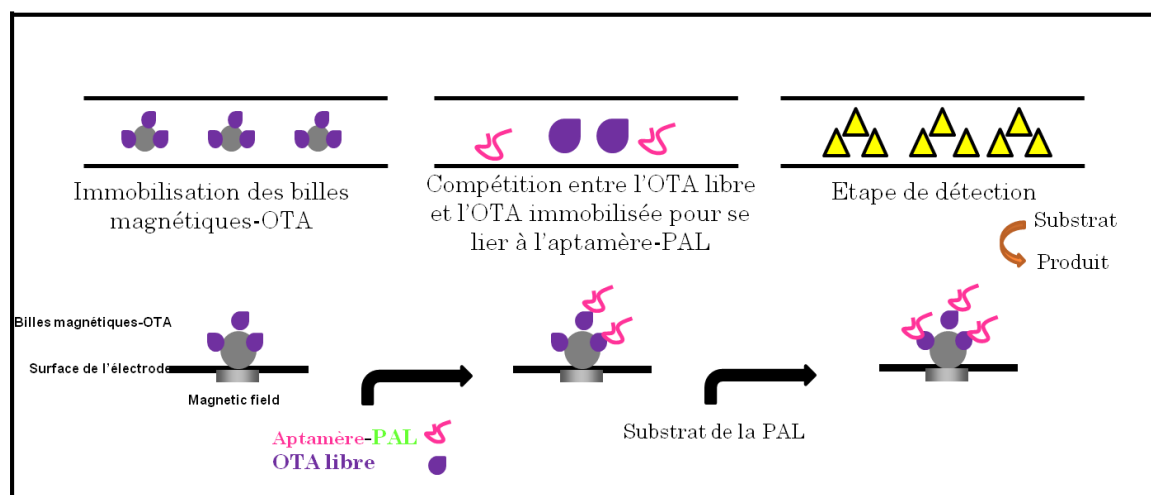 Immobilisation des billes
magnétiques-OTA
Compétition entre l'OTA libre
et l'OTA immobilisée pour se
lier à l'aptamère-PAL
Etape de détection
Substrat
Produit
Billes magnétiques-OTA
Surface de l'électrode
Magnetic field
Aptamère-PAL
OTA libre
Substrat de la PAL